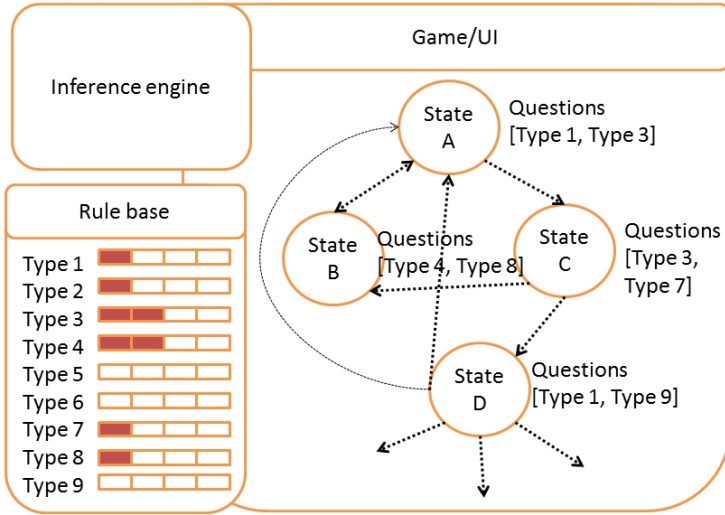 Game/UI
Inference engine
State
A
Questions
[Type 1, Type 3]
State
B
Questions
[Type 4, Type 8]
State
C
Questions
[Type 3,
Type 7]
State
D
Questions
[Type 1, Type 9]
Rule base
Type 1
Type 2
Type 3
Type 4
Type 5
Type 6
Type 7
Type 8
Type 9